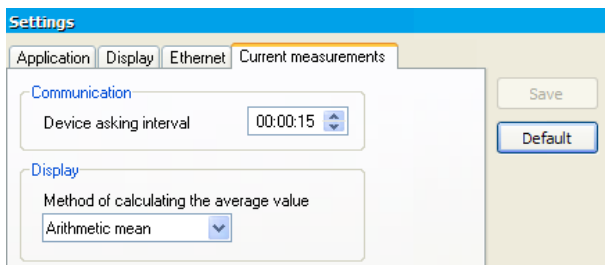 Settings
Application Display Ethernet Current measurements
Communication
Device asking interval 00:00:15
Save
Default
Display
Method of calculating the average value
Arithmetic mean